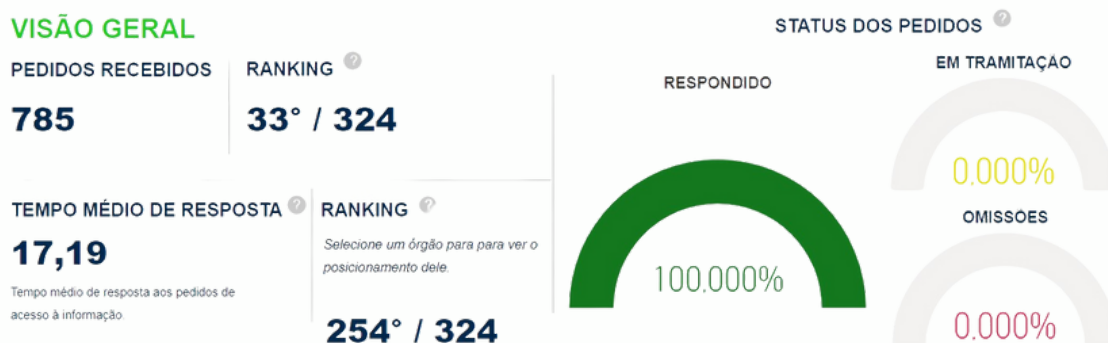 VISÃO GERAL
PEDIDOS RECEBIDOS
785
RANKING ?
33° / 324
TEMPO MÉDIO DE RESPOSTA ?
17,19
Tempo médio de resposta aos pedidos de
acesso à informação
RANKING ?
Selecione um órgão para para ver o
posicionamento dele.
254° / 324
STATUS DOS PEDIDOS ?
RESPONDIDO
100,000%
EM TRAMITAÇÃO
0,000%
OMISSÕES
0,000%